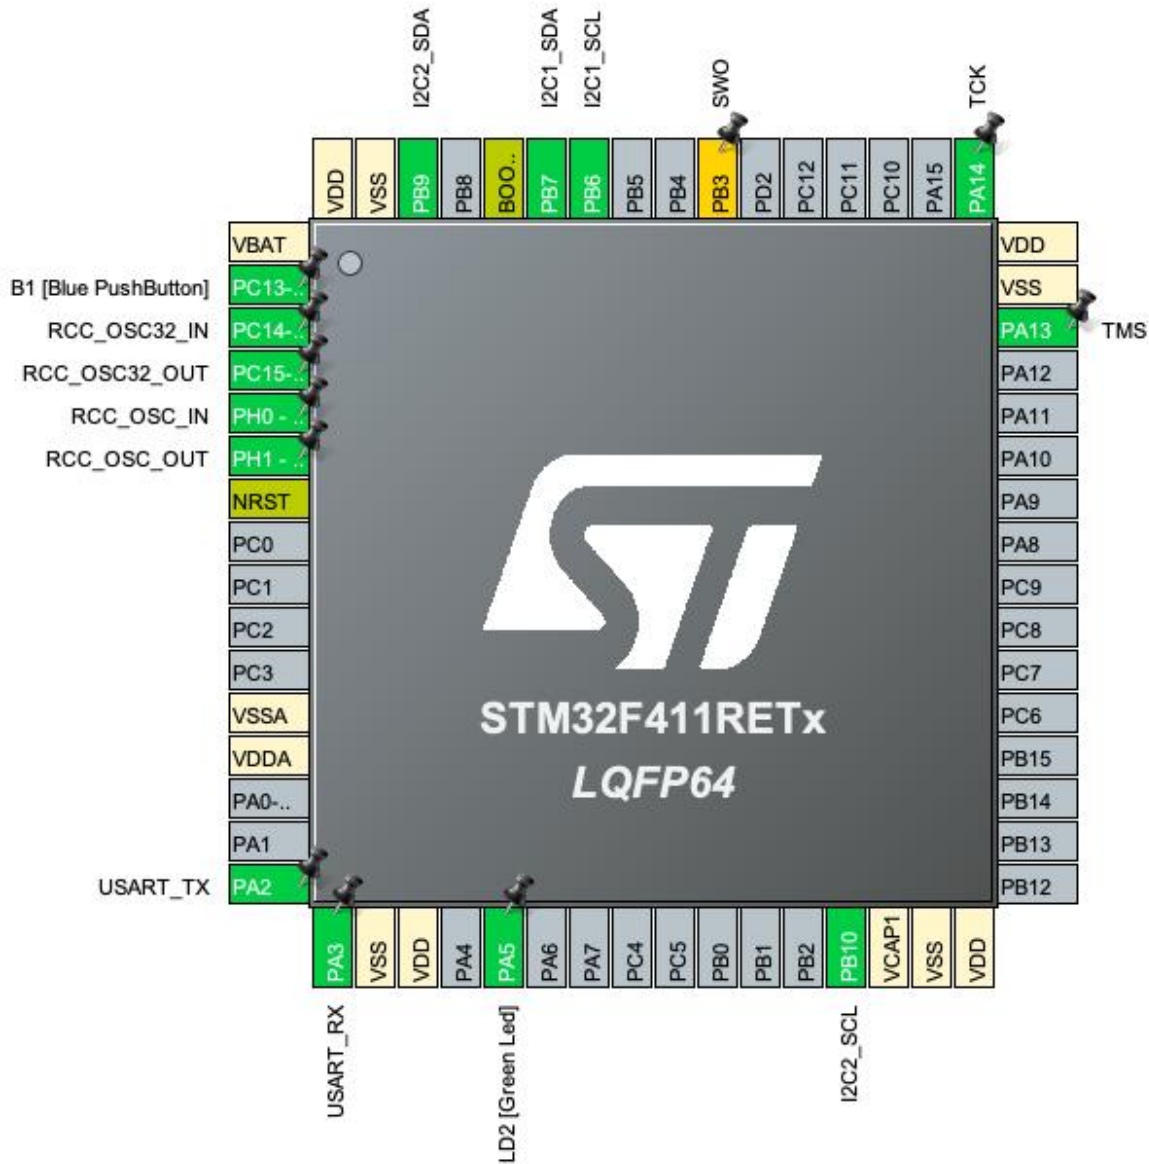 I2C2_SDA
I2C1_SDA
I2C1_SCL
SWO
TCK
VDD
VSS
PB9
PB8
BOO..
PB7
PB6
PB5
PB4
PB3
PD2
PC12
PC11
PC10
PA15
PA14
VBAT
B1 [Blue PushButton]
PC13-..
RCC_OSC32_IN
PC14-..
RCC_OSC32_OUT
PC15-..
RCC_OSC_IN
PH0 - ..
RCC_OSC_OUT
PH1 - ..
NRST
PC0
PC1
PC2
PC3
VSSA
VDDA
PA0-..
PA1
USART_TX
PA2
STM32F411RETx
LQFP64
VDD
VSS
PA13
TMS
PA12
PA11
PA10
PA9
PA8
PC9
PC8
PC7
PC6
PB15
PB14
PB13
PB12
PA3
VSS
VDD
PA4
PA5
PA6
PA7
PC4
PC5
PB0
PB1
PB2
PB10
VCAP1
VSS
VDD
USART_RX
LD2 [Green Led]
I2C2_SCL